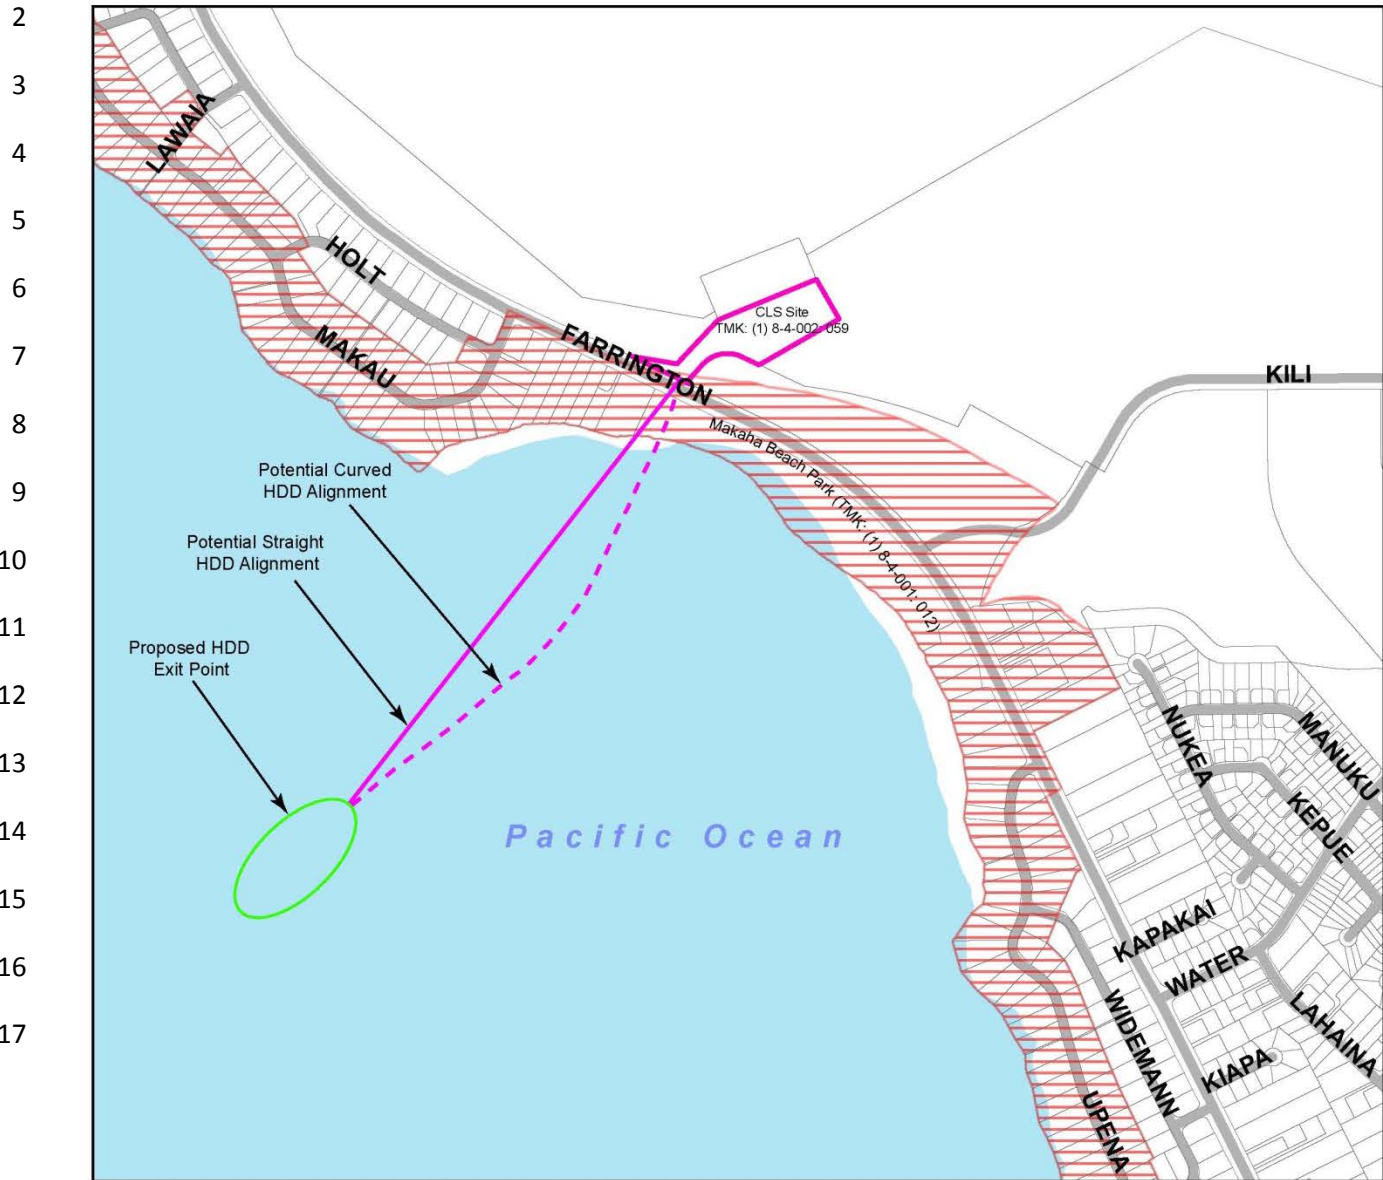 2
3
4
5
6
7
8
9
10
11
12
13
14
15
16
17
LAWAIA
HOLT
MAKAU
FARRINGTON
CLS Site
TMK: (1) 8-4-002: 059
KILI
Makaha Beach Park (TMK: (1) 8-4-001: 012)
Potential Curved
HDD Alignment
Potential Straight
HDD Alignment
Proposed HDD
Exit Point
Pacific Ocean
NUKEA
MANUKU
KEPUE
KAPAKAI
WATER
LAHAINA
WIDEMANN
KIAPA
UPENA